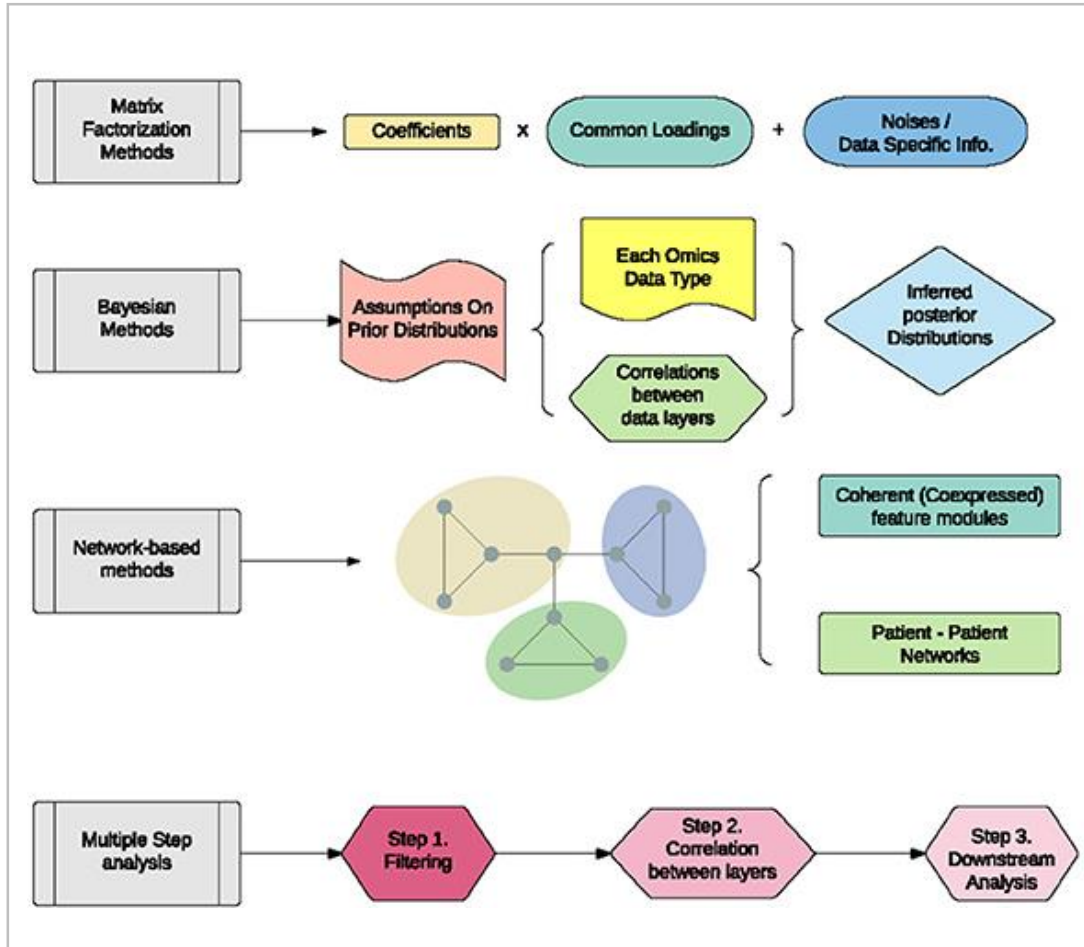 Matrix
Factorization
Methods
Coefficients
x
Common Loadings
+
Noises /
Data Specific Info.
Bayesian
Methods
Assumptions On
Prior Distributions
Each Omics
Data Type
Correlations
between
data layers
Inferred
posterior
Distributions
Network-based
methods
Coherent (Coexpressed)
feature modules
Patient - Patient
Networks
Multiple Step
analysis
Step 1.
Filtering
Step 2.
Correlation
between layers
Step 3.
Downstream
Analysis